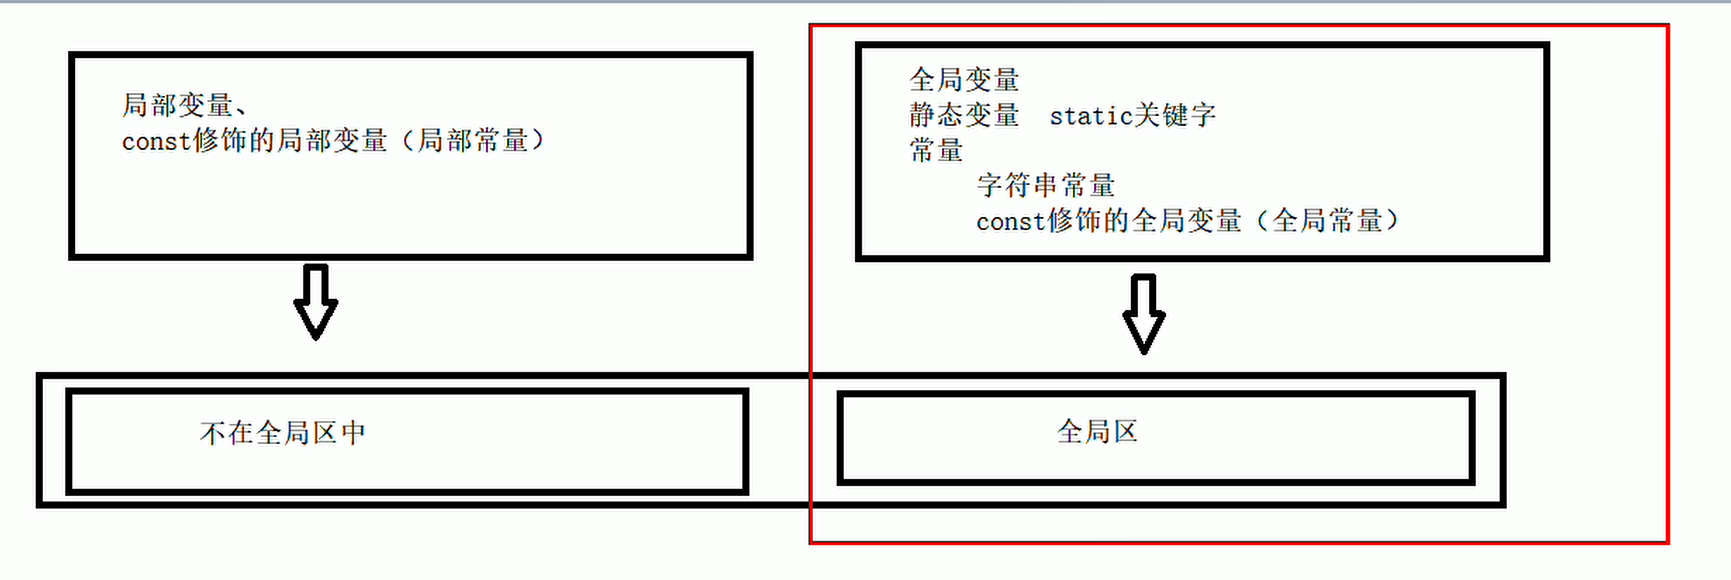 局部变量、
const修饰的局部变量（局部常量）
全局变量
静态变量 static关键字
常量
字符串常量
const修饰的全局变量（全局常量）
不在全局区中
全局区